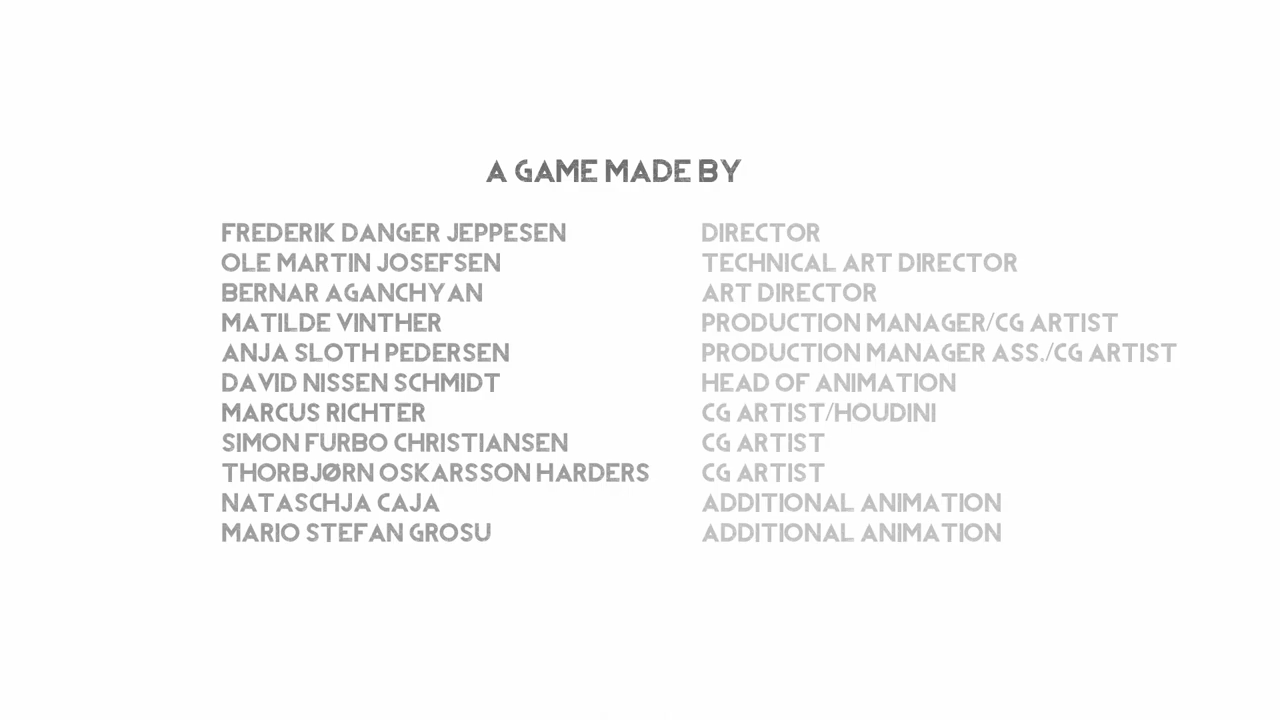 A GAME MADE BY
FREDERIK DANGER JEPPESEN DIRECTOR
OLE MARTIN JOSEFSEN TECHNICAL ART DIRECTOR
BERNAR AGANCHYAN ART DIRECTOR
MATILDE VINTHER PRODUCTION MANAGER/CG ARTIST
ANJA SLOTH PEDERSEN PRODUCTION MANAGER ASS./CG ARTIST
DAVID NISSEN SCHMIDT HEAD OF ANIMATION
MARCUS RICHTER CG ARTIST/HOUDINI
SIMON FURBO CHRISTIANSEN CG ARTIST
THORBJØRN OSKARSSON HARDERS CG ARTIST
NATASCHJA CAJA ADDITIONAL ANIMATION
MARIO STEFAN GROSU ADDITIONAL ANIMATION